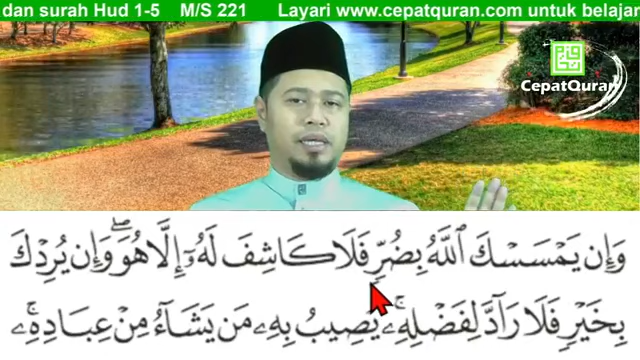 dan surah Hud 1-5 M/S 221 Layari www.cepatquran.com untuk belajar
CepatQuran
وَإِن يَمْسَسْكَ ٱللَّهُ بِضُرٍّ فَلَا كَاشِفَ لَهُۥٓ إِلَّا هُوَ ۖ وَإِن يُرِدْكَ
بِخَيْرٍ فَلَا رَآدَّ لِفَضْلِهِۦ ۚ يُصِيبُ بِهِۦ مَن يَشَآءُ مِنْ عِبَادِهِۦ ۚ